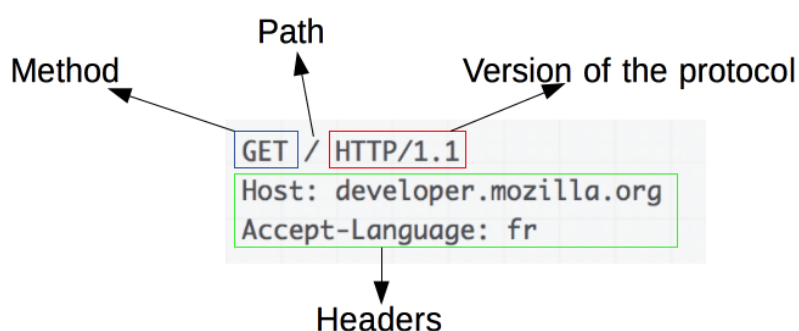 Path
Method
Version of the protocol
GET / HTTP/1.1
Host: developer.mozilla.org
Accept-Language: fr
Headers